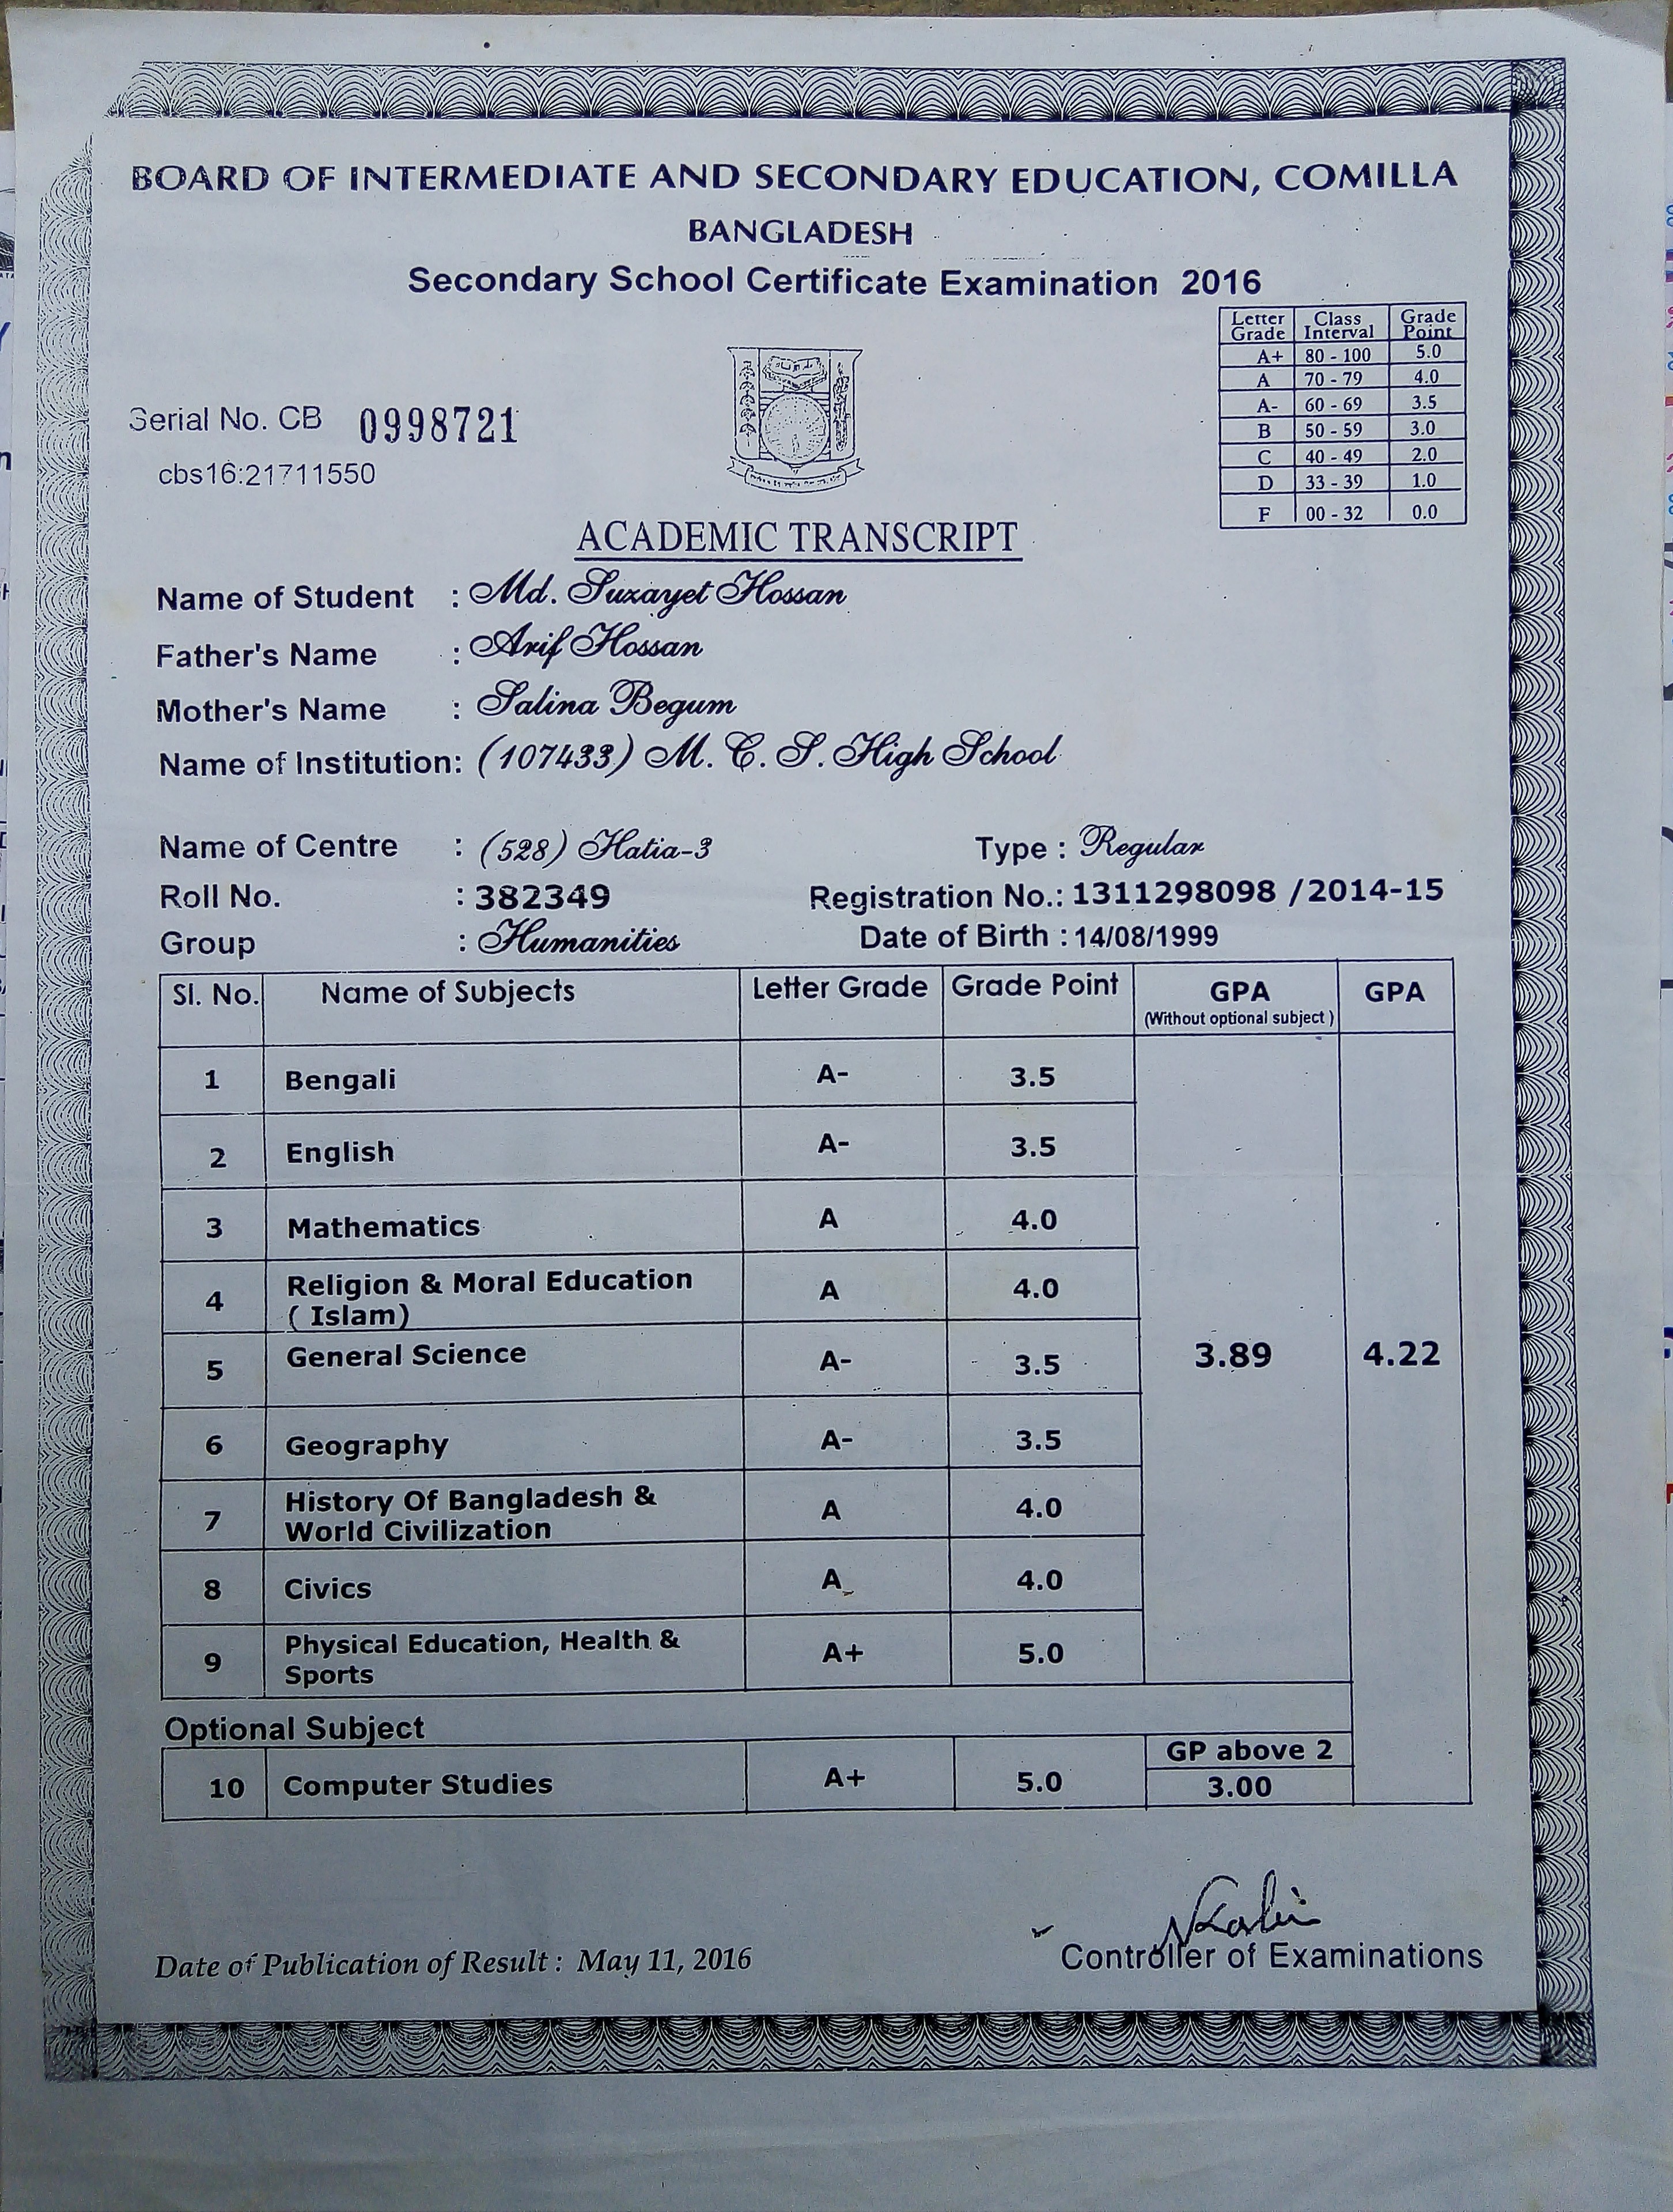 BOARD OF INTERMEDIATE AND SECONDARY EDUCATION, COMILLA
BANGLADESH
Secondary School Certificate Examination 2016
Letter Grade Class Interval Grade Point
A+ 80 - 100 5.0
A 70 - 79 4.0
A- 60 - 69 3.5
B 50 - 59 3.0
C 40 - 49 2.0
D 33 - 39 1.0
F 00 - 32 0.0
Serial No. CB 0998721
cbs16:21711550
ACADEMIC TRANSCRIPT
Name of Student : Md. Suzayet Hossan
Father's Name : Arif Hossan
Mother's Name : Salina Begum
Name of Institution: (107433) M. C. S. High School
Name of Centre : (528) Hatia-3 Type : Regular
Roll No. : 382349 Registration No.: 1311298098 /2014-15
Group : Humanities Date of Birth : 14/08/1999
Sl. No. Name of Subjects Letter Grade Grade Point GPA (Without optional subject ) GPA
1 Bengali A- 3.5
2 English A- 3.5
3 Mathematics A 4.0
4 Religion & Moral Education ( Islam) A 4.0
5 General Science A- 3.5 3.89 4.22
6 Geography A- 3.5
7 History Of Bangladesh & World Civilization A 4.0
8 Civics A 4.0
9 Physical Education, Health & Sports A+ 5.0
Optional Subject
GP above 2
10 Computer Studies A+ 5.0 3.00
Date of Publication of Result : May 11, 2016
Controller of Examinations